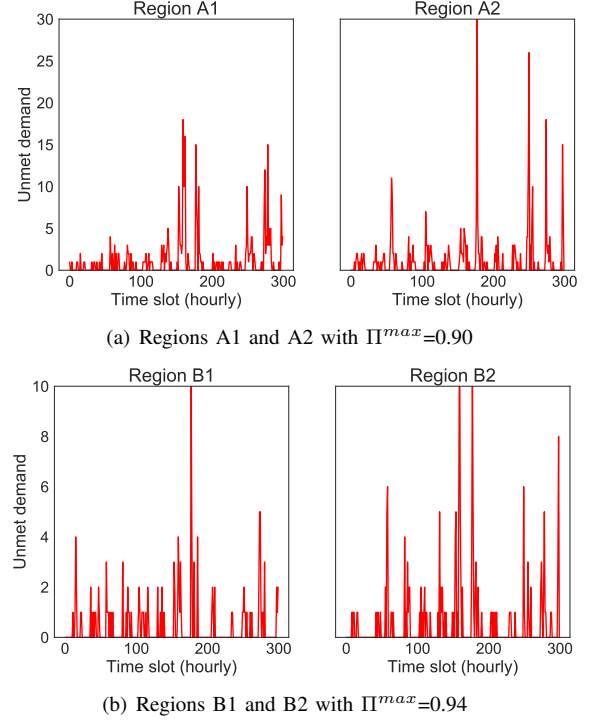 Region A1 Region A2
30
25
20
15
10
5
0
Unmet demand
0 100 200 300 0 100 200 300
Time slot (hourly) Time slot (hourly)
(a) Regions A1 and A2 with Π^{max}=0.90
Region B1 Region B2
10
8
6
4
2
0
Unmet demand
0 100 200 300 0 100 200 300
Time slot (hourly) Time slot (hourly)
(b) Regions B1 and B2 with Π^{max}=0.94